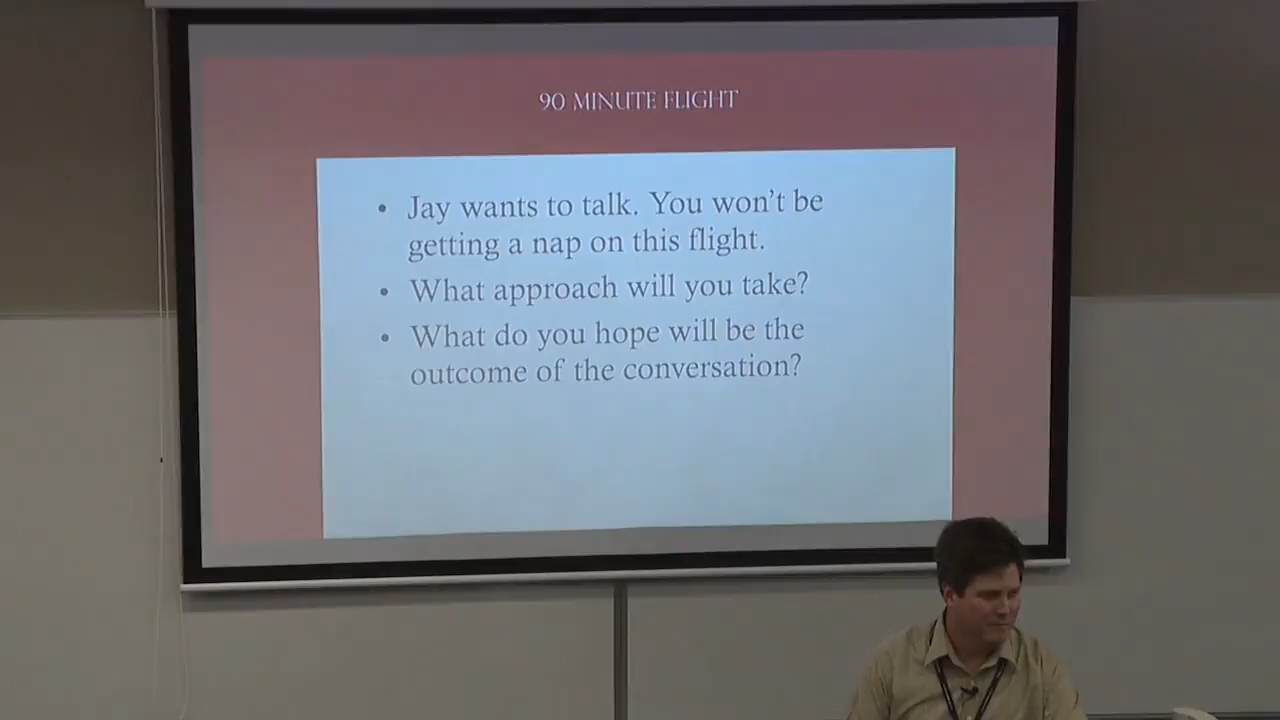 90 MINUTE FLIGHT
• Jay wants to talk. You won't be
getting a nap on this flight.
• What approach will you take?
• What do you hope will be the
outcome of the conversation?